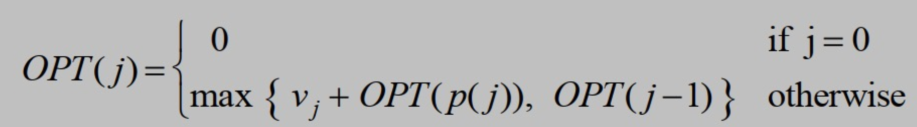 0 if j = 0
OPT(j) = {
max { v_j + OPT(p(j)), OPT(j−1) } otherwise